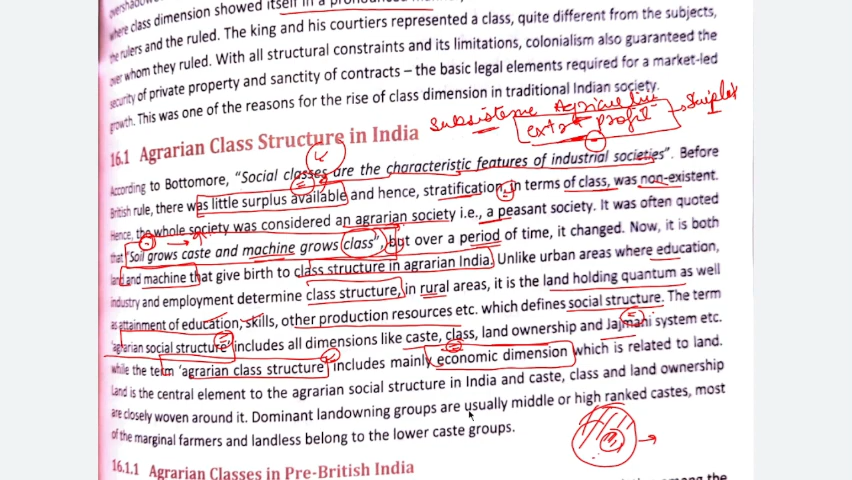 where class dimension showed itself in a pronounced
the rulers and the ruled. The king and his courtiers represented a class, quite different from the subjects,
over whom they ruled. With all structural constraints and its limitations, colonialism also guaranteed the
security of private property and sanctity of contracts – the basic legal elements required for a market-led
growth. This was one of the reasons for the rise of class dimension in traditional Indian society.
extra profit
16.1 Agrarian Class Structure in India
According to Bottomore, "Social classes are the characteristic features of industrial societies". Before
British rule, there was little surplus available and hence, stratification in terms of class, was non-existent.
Hence, the whole society was considered an agrarian society i.e., a peasant society. It was often quoted
that "Soil grows caste and machine grows class", but over a period of time, it changed. Now, it is both
land and machine that give birth to class structure in agrarian India. Unlike urban areas where education,
industry and employment determine class structure, in rural areas, it is the land holding quantum as well
as attainment of education, skills, other production resources etc. which defines social structure. The term
'agrarian social structure' includes all dimensions like caste, class, land ownership and Jajmani system etc.
while the term 'agrarian class structure' includes mainly economic dimension which is related to land.
Land is the central element to the agrarian social structure in India and caste, class and land ownership
are closely woven around it. Dominant landowning groups are usually middle or high ranked castes, most
of the marginal farmers and landless belong to the lower caste groups.
16.1.1 Agrarian Classes in Pre-British India